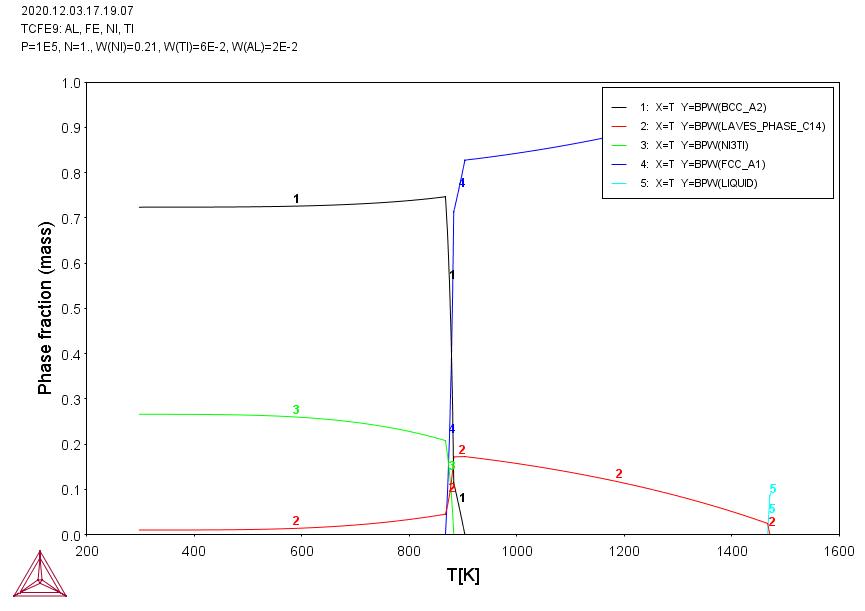 2020.12.03.17.19.07
TCFE9: AL, FE, NI, TI
P=1E5, N=1., W(NI)=0.21, W(TI)=6E-2, W(AL)=2E-2
1: X=T Y=BPW(BCC_A2)
2: X=T Y=BPW(LAVES_PHASE_C14)
3: X=T Y=BPW(NI3TI)
4: X=T Y=BPW(FCC_A1)
5: X=T Y=BPW(LIQUID)
Phase fraction (mass)
1.0
0.9
0.8
0.7
0.6
0.5
0.4
0.3
0.2
0.1
0.0
1
4
1
3
4
2
3
2
2
1
2
5
5
2
200 400 600 800 1000 1200 1400 1600
T[K]